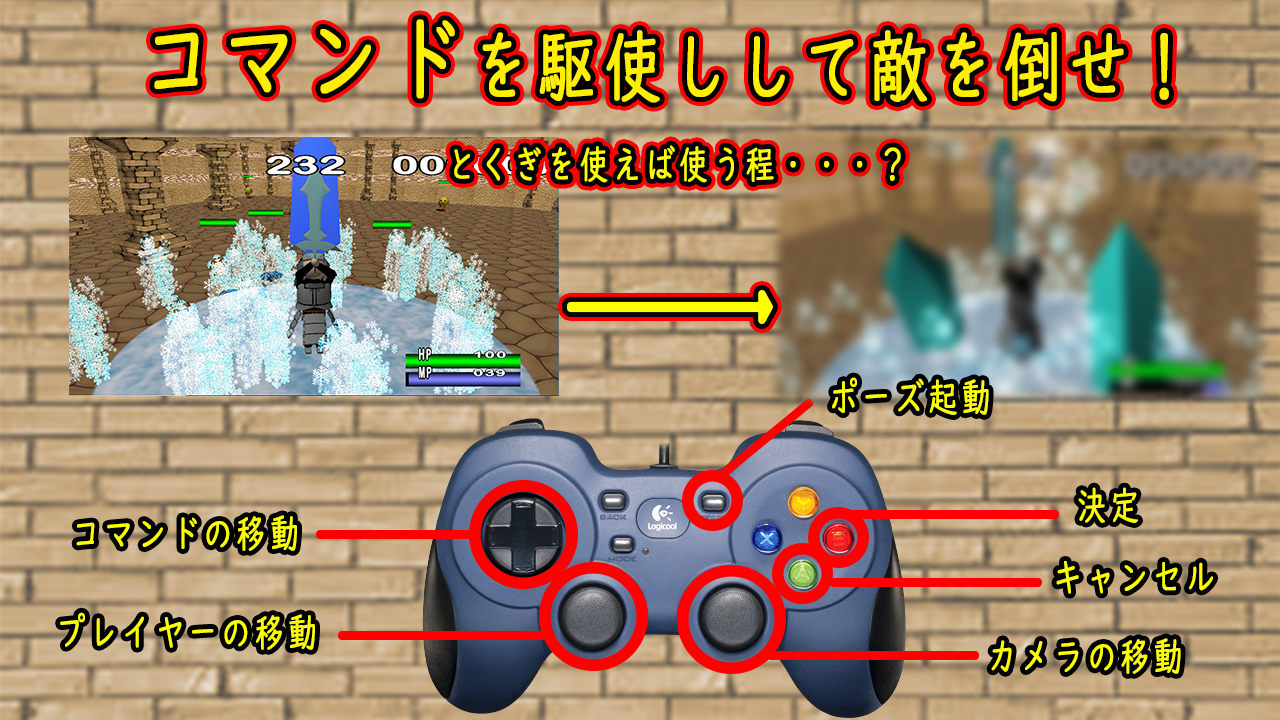 コマンドを駆使しして敵を倒せ！
とくぎを使えば使う程・・・？
232
00
HP 100
MP 039
ポーズ起動
コマンドの移動
決定
キャンセル
プレイヤーの移動
カメラの移動
BACK
Logicool
MODE
X
A